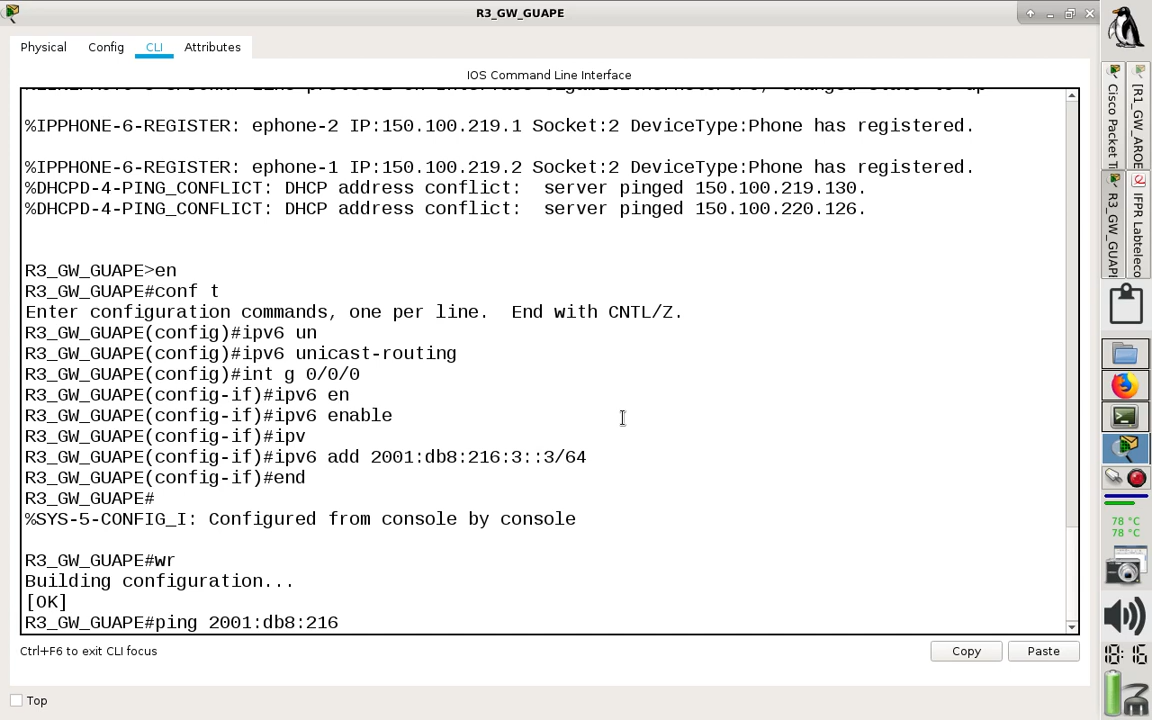 R3_GW_GUAPE
Physical
Config
CLI
Attributes
IOS Command Line Interface
%IPPHONE-6-REGISTER: ephone-2 IP:150.100.219.1 Socket:2 DeviceType:Phone has registered.
%IPPHONE-6-REGISTER: ephone-1 IP:150.100.219.2 Socket:2 DeviceType:Phone has registered.
%DHCPD-4-PING_CONFLICT: DHCP address conflict:  server pinged 150.100.219.130.
%DHCPD-4-PING_CONFLICT: DHCP address conflict:  server pinged 150.100.220.126.
R3_GW_GUAPE>en
R3_GW_GUAPE#conf t
Enter configuration commands, one per line.  End with CNTL/Z.
R3_GW_GUAPE(config)#ipv6 un
R3_GW_GUAPE(config)#ipv6 unicast-routing
R3_GW_GUAPE(config)#int g 0/0/0
R3_GW_GUAPE(config-if)#ipv6 en
R3_GW_GUAPE(config-if)#ipv6 enable
R3_GW_GUAPE(config-if)#ipv
R3_GW_GUAPE(config-if)#ipv6 add 2001:db8:216:3::3/64
R3_GW_GUAPE(config-if)#end
R3_GW_GUAPE#
%SYS-5-CONFIG_I: Configured from console by console
R3_GW_GUAPE#wr
Building configuration...
[OK]
R3_GW_GUAPE#ping 2001:db8:216
Ctrl+F6 to exit CLI focus
Copy
Paste
Top
Cisco Packet T
[R1_GW_AROE
R3_GW_GUAPI
IFPR Labteleco
78 °C
78 °C
18:16